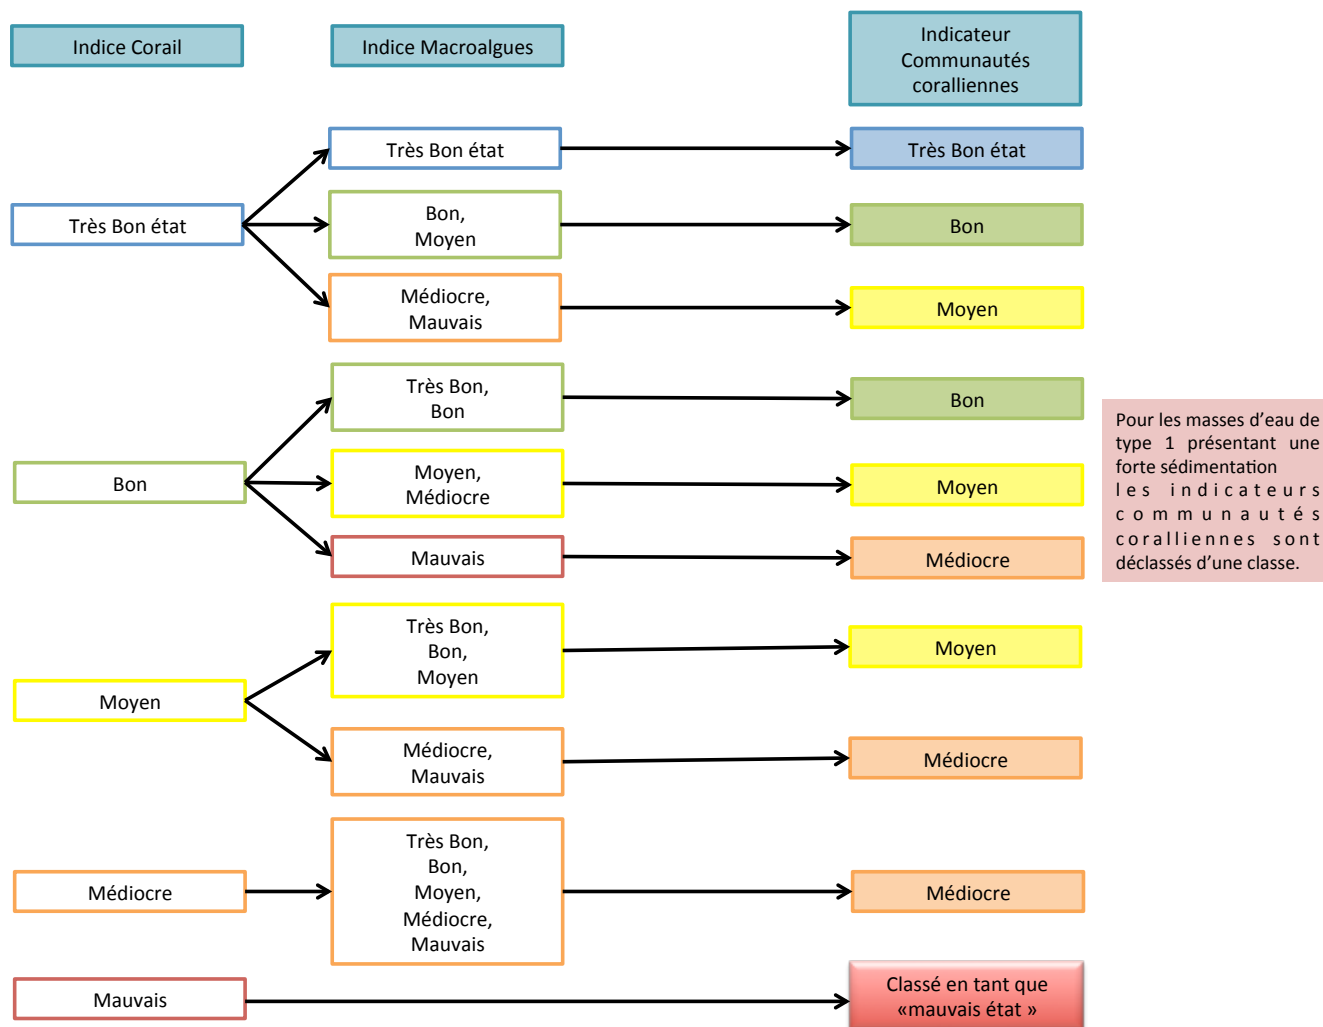 Indice Corail
Indice Macroalgues
Indicateur
Communautés
coralliennes
Très Bon état
Très Bon état
Très Bon état
Bon,
Moyen
Bon
Médiocre,
Mauvais
Moyen
Bon
Très Bon,
Bon
Bon
Moyen,
Médiocre
Moyen
Mauvais
Médiocre
Moyen
Très Bon,
Bon,
Moyen
Moyen
Médiocre,
Mauvais
Médiocre
Médiocre
Très Bon,
Bon,
Moyen,
Médiocre,
Mauvais
Médiocre
Mauvais
Classé en tant que
«mauvais état »
Pour les masses d’eau de
type 1 présentant une
forte sédimentation
les indicateurs
communautés
coralliennes sont
déclassés d’une classe.